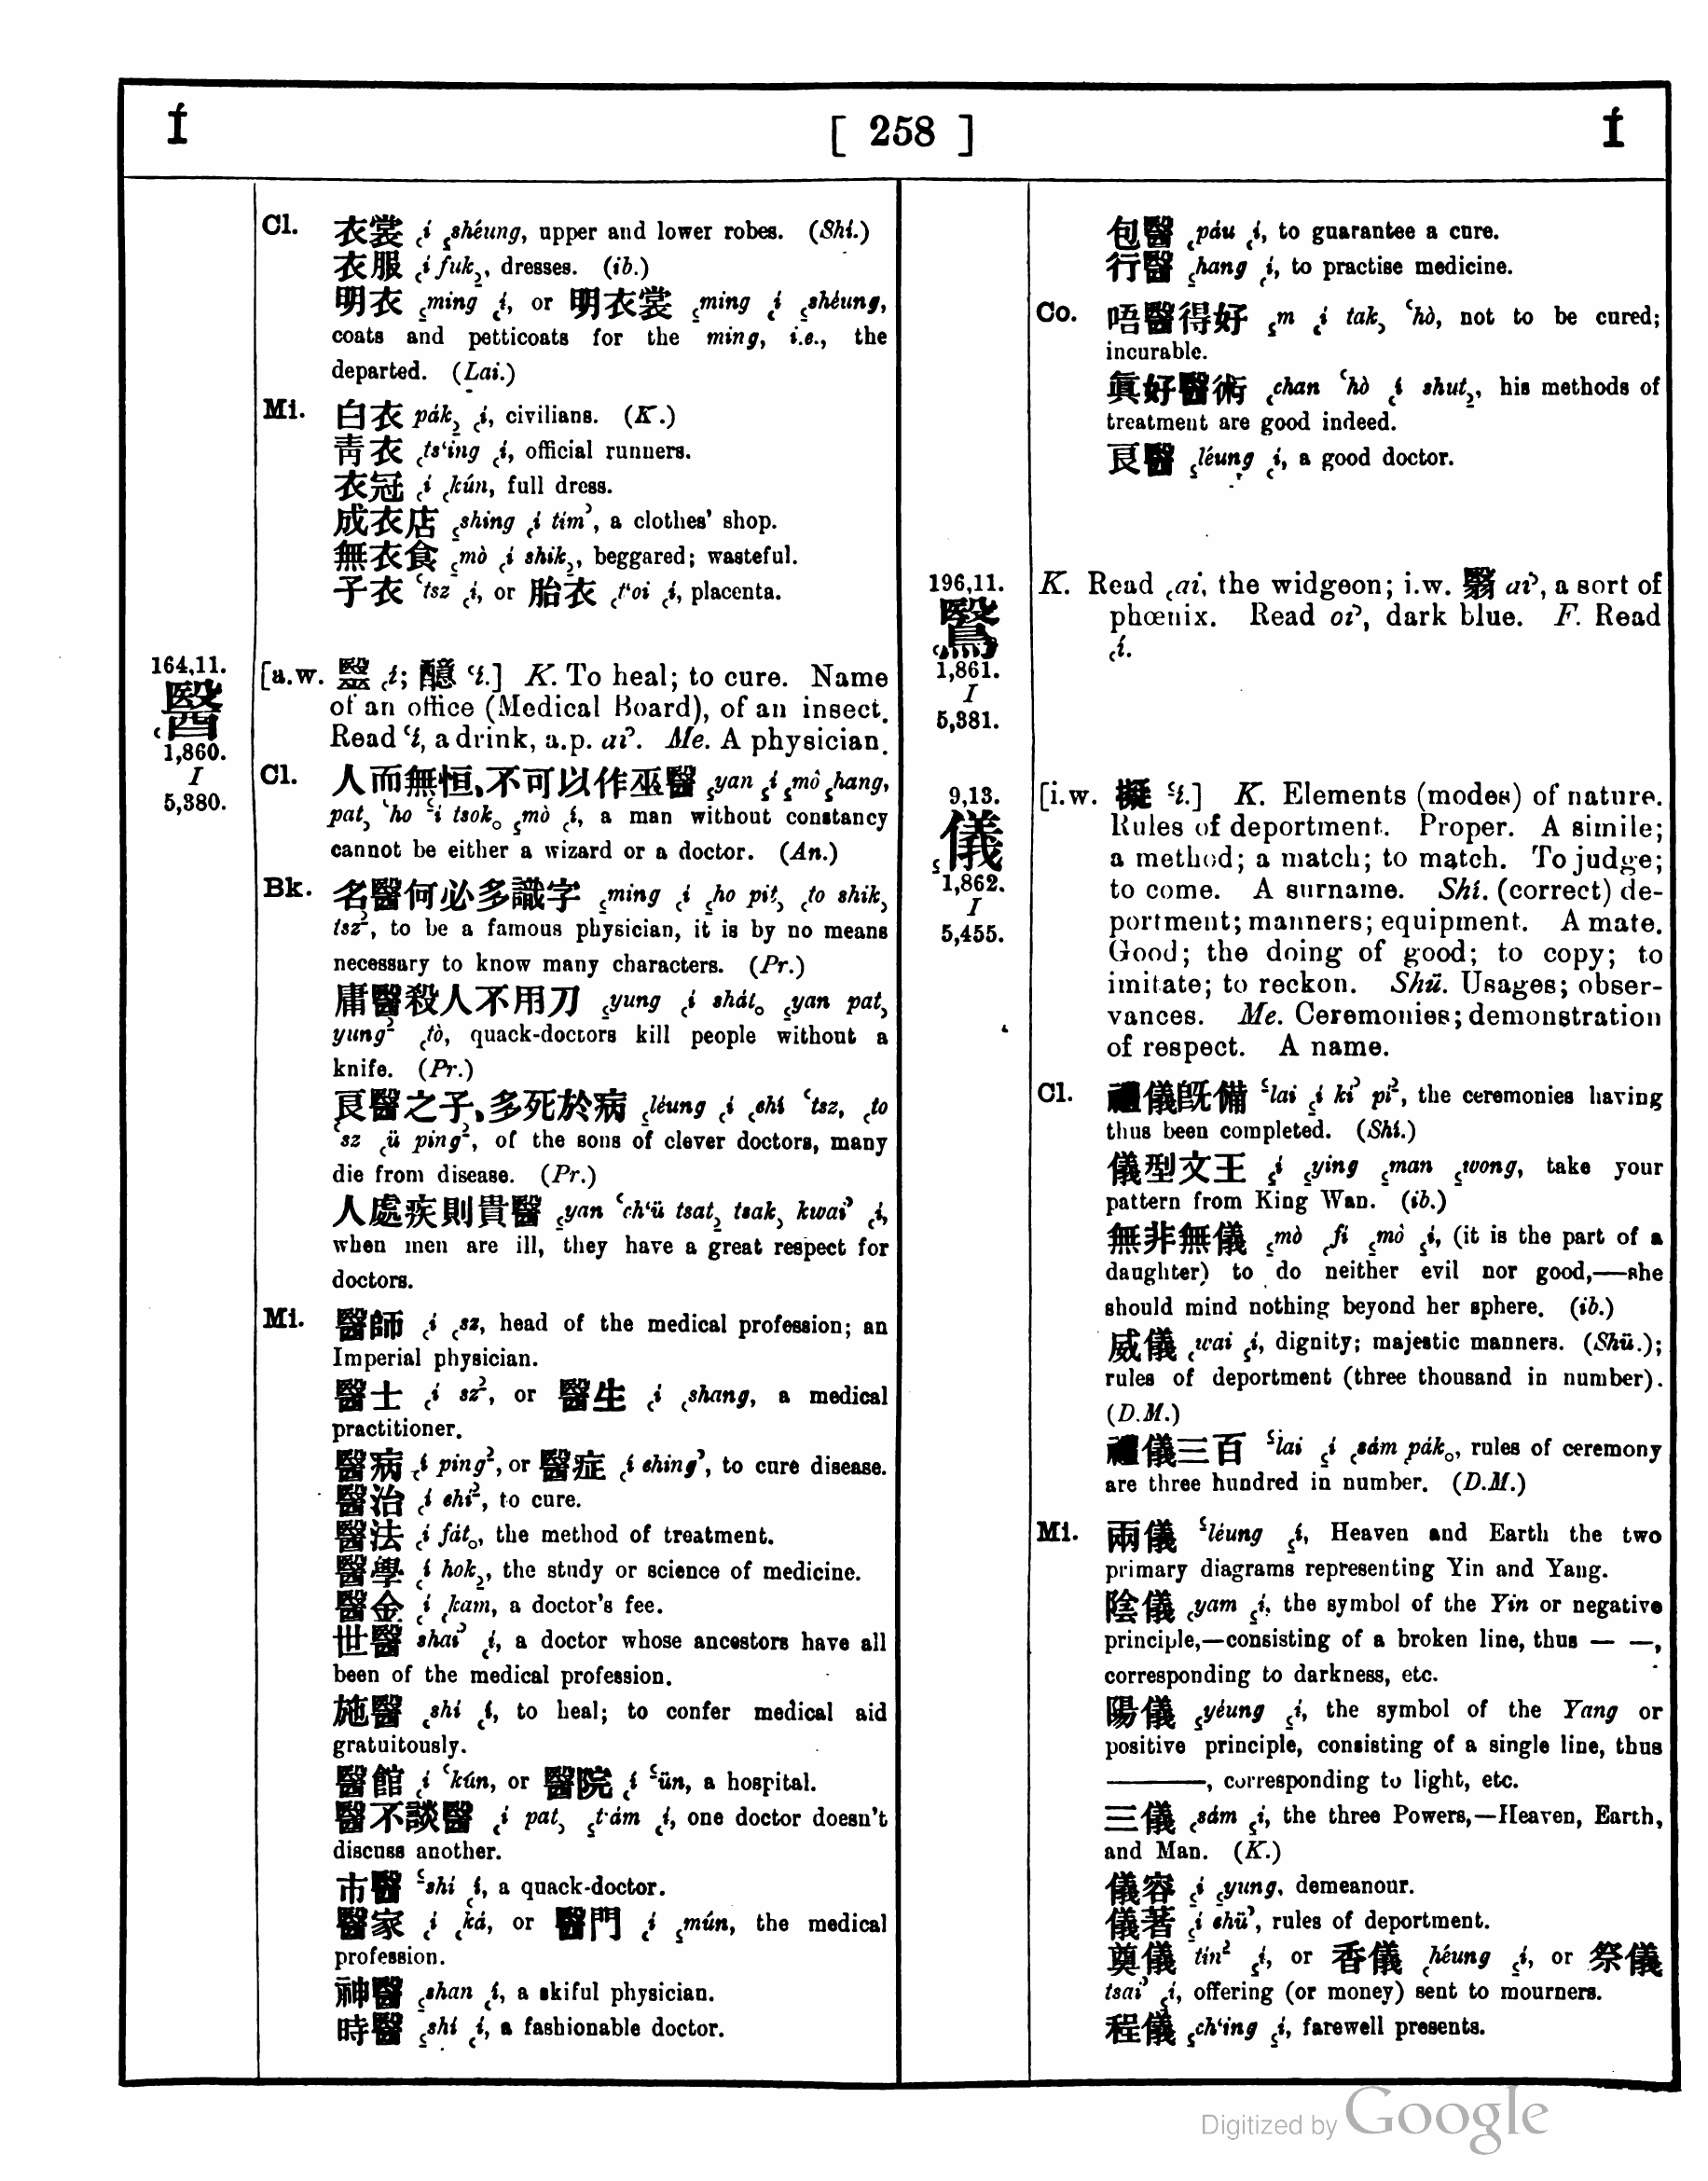 í
[ 258 ]
í
Cl. 衣裳 ꜀í ꜁shéung, upper and lower robes. (Shí.)
衣服 ꜀í fuk꜇, dresses. (ib.)
明衣 ꜁ming ꜀í, or 明衣裳 ꜁ming ꜀í ꜁shéung,
coats and petticoats for the ming, i.e., the
departed. (Lai.)
Mi. 白衣 pák꜇ ꜀í, civilians. (K.)
靑衣 ꜀ts‘ing ꜀í, official runners.
衣冠 ꜀í ꜀kún, full dress.
成衣店 ꜁shing ꜀í tím꜄, a clothes' shop.
無衣食 ꜁mò ꜀í shik꜇, beggared; wasteful.
子衣 ꜂tsz ꜀í, or 胎衣 ꜀t‘oi ꜀í, placenta.
164,11.
꜀醫
1,860.
I
5,380.
[a.w. 毉 ꜀í; 醷 ꜂í.] K. To heal; to cure. Name
of an office (Medical Board), of an insect.
Read ꜂í, a drink, a.p. ai꜄. Me. A physician.
Cl. 人而無恒、不可以作巫醫 ꜁yan ꜁í ꜁mò ꜁hang,
pat꜆ ꜂ho ꜃í tsok꜀ ꜁mò ꜀í, a man without constancy
cannot be either a wizard or a doctor. (An.)
Bk. 名醫何必多識字 ꜁ming ꜀í ꜁ho pít꜆ ꜀to shik꜆
tsz꜅, to be a famous physician, it is by no means
necessary to know many characters. (Pr.)
庸醫殺人不用刀 ꜁yung ꜀í shát꜀ ꜁yan pat꜆
yung꜅ ꜀tò, quack-doctors kill people without a
knife. (Pr.)
良醫之子、多死於病 ꜁léung ꜀í ꜀chí ꜂tsz, ꜀to
꜂sz ꜀ü ping꜅, of the sons of clever doctors, many
die from disease. (Pr.)
人處疾則貴醫 ꜁yan ꜂ch‘ü tsat꜇ tsak꜆ kwai꜄ ꜀í,
when men are ill, they have a great respect for
doctors.
Mi. 醫師 ꜀í ꜀sz, head of the medical profession; an
Imperial physician.
醫士 ꜀í sz꜅, or 醫生 ꜀í ꜀shang, a medical
practitioner.
醫病 ꜀í ping꜅, or 醫症 ꜀í ching꜄, to cure disease.
醫治 ꜀í chí꜅, to cure.
醫法 ꜀í fát꜀, the method of treatment.
醫學 ꜀í hok꜇, the study or science of medicine.
醫金 ꜀í ꜀kam, a doctor's fee.
世醫 shai꜄ ꜀í, a doctor whose ancestors have all
been of the medical profession.
施醫 ꜀shí ꜀í, to heal; to confer medical aid
gratuitously.
醫館 ꜀í ꜂kún, or 醫院 ꜀í ꜃ün, a hospital.
醫不談醫 ꜀í pat꜆ ꜁t‘ám ꜀í, one doctor doesn't
discuss another.
市醫 ꜃shí ꜀í, a quack-doctor.
醫家 ꜀í ꜀ká, or 醫門 ꜀í ꜁mún, the medical
profession.
神醫 ꜁shan ꜀í, a skiful physician.
時醫 ꜁shí ꜀í, a fashionable doctor.
包醫 ꜀páu ꜀í, to guarantee a cure.
行醫 ꜁hang ꜀í, to practise medicine.
Co. 唔醫得好 ꜁m ꜀í tak꜆ ꜂hò, not to be cured;
incurable.
眞好醫術 ꜀chan ꜂hò ꜀í shut꜇, his methods of
treatment are good indeed.
良醫 ꜁léung ꜀í, a good doctor.
196,11.
꜀鷖
1,861.
I
5,381.
K. Read ꜀ai, the widgeon; i.w. 翳 ai꜄, a sort of
phœnix. Read oi꜄, dark blue. F. Read
꜀í.
9,13.
꜁儀
1,862.
I
5,455.
[i.w. 擬 ꜃í.] K. Elements (modes) of nature.
Rules of deportment. Proper. A simile;
a method; a match; to match. To judge;
to come. A surname. Shí. (correct) de-
portment; manners; equipment. A mate.
Good; the doing of good; to copy; to
imitate; to reckon. Shü. Usages; obser-
vances. Me. Ceremonies; demonstration
of respect. A name.
Cl. 禮儀旣備 ꜃lai ꜁í kí꜄ pí꜅, the ceremonies having
thus been completed. (Shí.)
儀型文王 ꜁í ꜁ying ꜁man ꜁wong, take your
pattern from King Wan. (ib.)
無非無儀 ꜁mò ꜀fí ꜁mò ꜁í, (it is the part of a
daughter) to do neither evil nor good,—she
should mind nothing beyond her sphere. (ib.)
威儀 ꜀wai ꜁í, dignity; majestic manners. (Shü.);
rules of deportment (three thousand in number).
(D.M.)
禮儀三百 ꜃lai ꜁í ꜀sám pák꜀, rules of ceremony
are three hundred in number. (D.M.)
Mi. 兩儀 ꜃léung ꜁í, Heaven and Earth the two
primary diagrams representing Yin and Yang.
陰儀 ꜀yam ꜁í, the symbol of the Yin or negative
principle,—consisting of a broken line, thus — —,
corresponding to darkness, etc.
陽儀 ꜁yéung ꜁í, the symbol of the Yang or
positive principle, consisting of a single line, thus
———, corresponding to light, etc.
三儀 ꜀sám ꜁í, the three Powers,—Heaven, Earth,
and Man. (K.)
儀容 ꜁í ꜁yung, demeanour.
儀著 ꜁í chü꜄, rules of deportment.
奠儀 tín꜅ ꜁í, or 香儀 ꜀héung ꜁í, or 祭儀
tsai꜄ ꜁í, offering (or money) sent to mourners.
程儀 ꜁ch‘ing ꜁í, farewell presents.
Digitized by Google